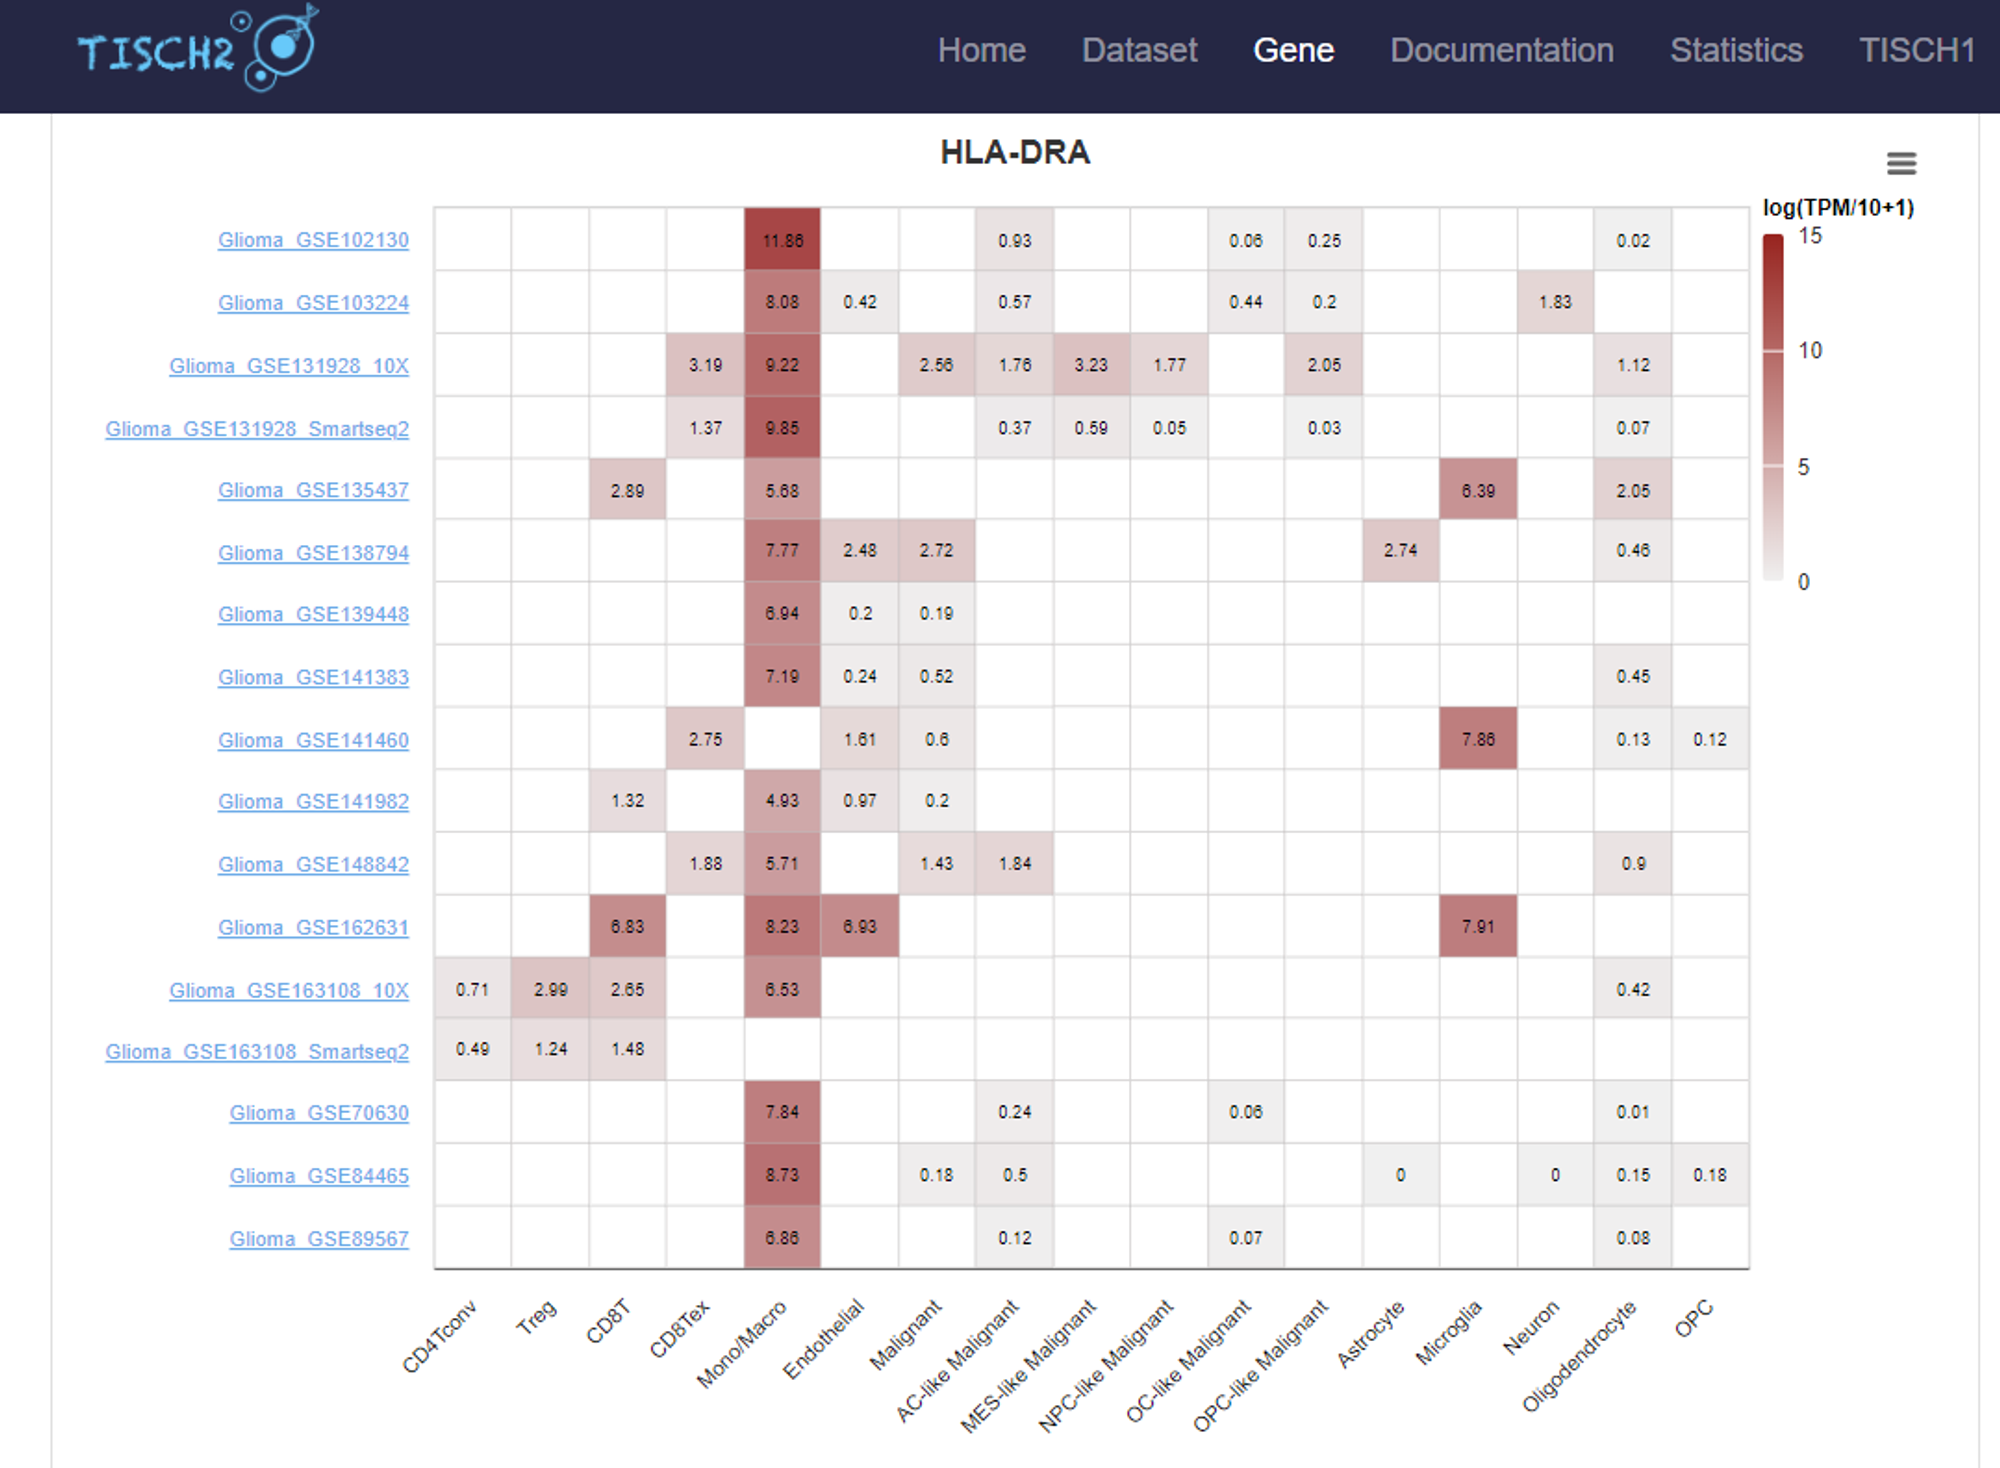 TISCH2 Home Dataset Gene Documentation Statistics TISCH1
HLA-DRA
log(TPM/10+1)
15
10
5
0
Glioma_GSE102130 11.86 0.93 0.06 0.25 0.02
Glioma_GSE103224 8.08 0.42 0.57 0.44 0.2 1.83
Glioma_GSE131928_10X 3.19 9.22 2.56 1.76 3.23 1.77 2.05 1.12
Glioma_GSE131928_Smartseq2 1.37 9.85 0.37 0.59 0.05 0.03 0.07
Glioma_GSE135437 2.89 5.68 6.39 2.05
Glioma_GSE138794 7.77 2.48 2.72 2.74 0.46
Glioma_GSE139448 6.94 0.2 0.19
Glioma_GSE141383 7.19 0.24 0.52 0.45
Glioma_GSE141460 2.75 1.61 0.6 7.86 0.13 0.12
Glioma_GSE141982 1.32 4.93 0.97 0.2
Glioma_GSE148842 1.88 5.71 1.43 1.84 0.9
Glioma_GSE162631 6.83 8.23 6.93 7.91
Glioma_GSE163108_10X 0.71 2.99 2.65 6.53 0.42
Glioma_GSE163108_Smartseq2 0.49 1.24 1.48
Glioma_GSE70630 7.84 0.24 0.06 0.01
Glioma_GSE84465 8.73 0.18 0.5 0 0 0.15 0.18
Glioma_GSE89567 6.86 0.12 0.07 0.08
CD4Tconv
Treg
CD8T
CD8Tex
Mono/Macro
Endothelial
Malignant
AC-like Malignant
MES-like Malignant
NPC-like Malignant
OC-like Malignant
OPC-like Malignant
Astrocyte
Microglia
Neuron
Oligodendrocyte
OPC